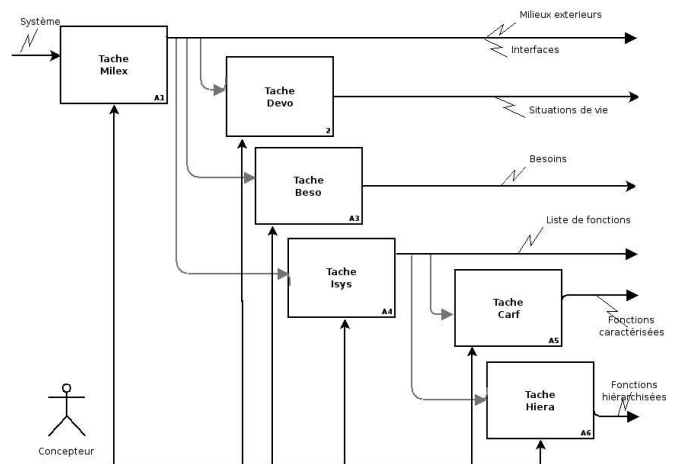 Système
Milieux exterieurs
Interfaces
Tache
Milex
A1
Tache
Devo
2
Situations de vie
Tache
Beso
A3
Besoins
Tache
Isys
A4
Liste de fonctions
Tache
Carf
A5
Fonctions
caractérisées
Tache
Hiera
A6
Fonctions
hiérarchisées
Concepteur